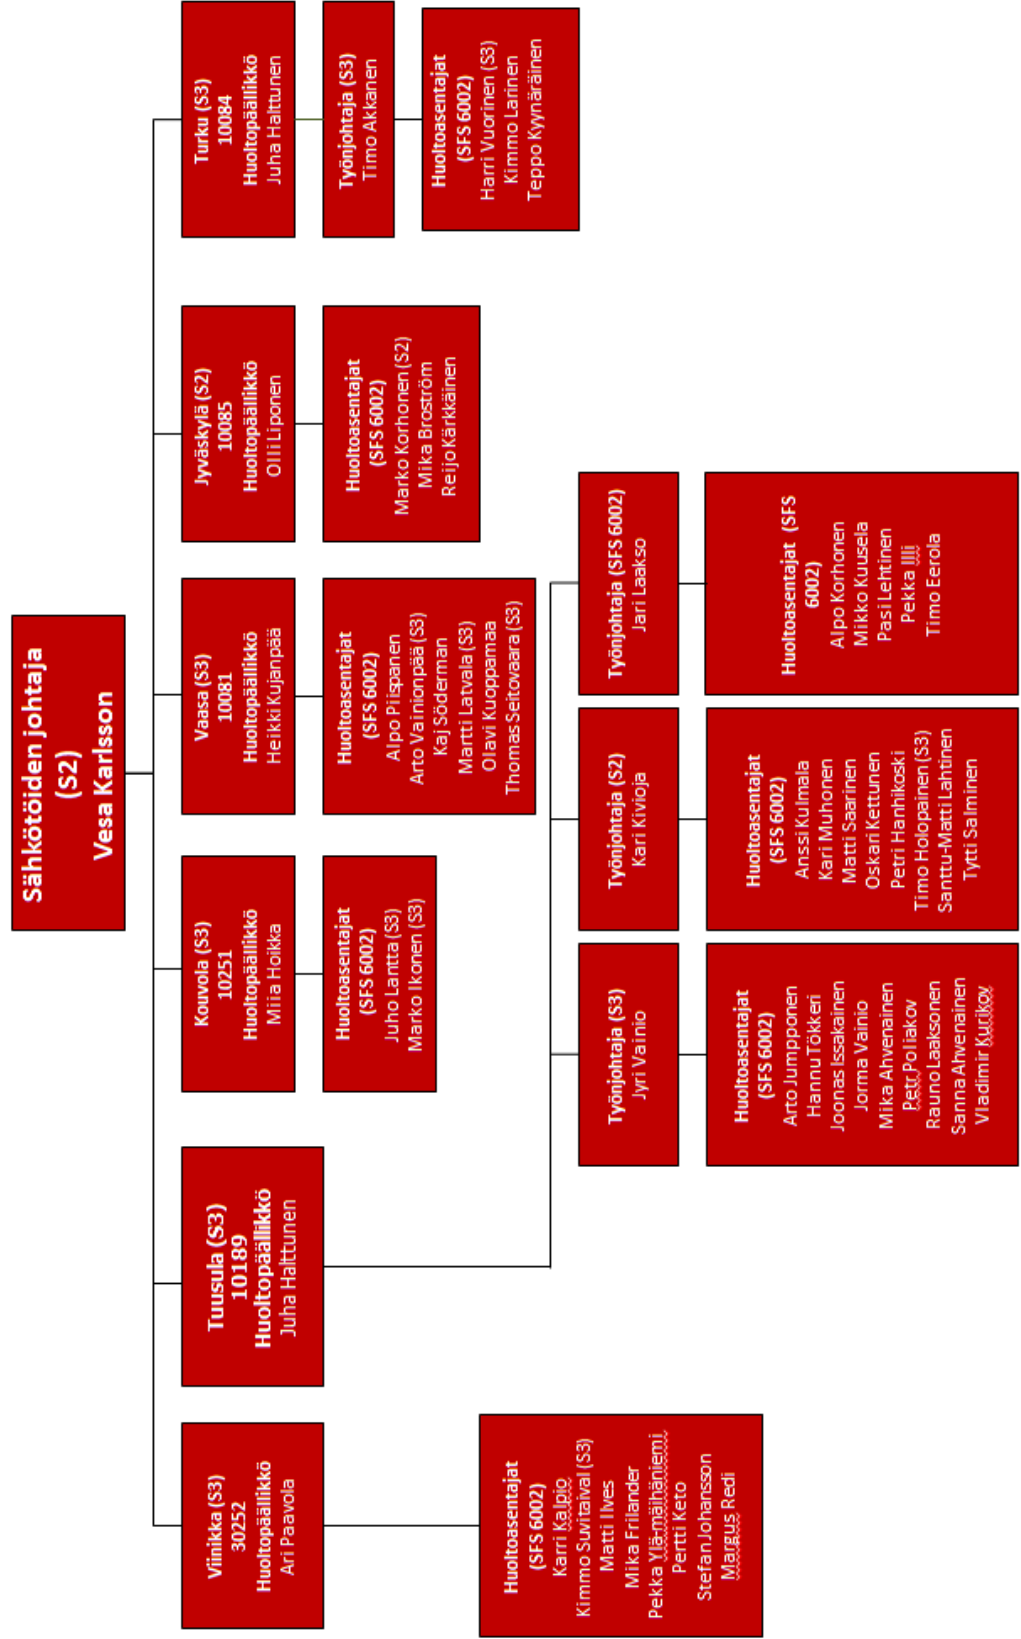 Sähkötöiden johtaja
(S2)
Vesa Karlsson
Viinikka (S3)
30252
Huoltopäällikkö
Ari Paavola
Huoltoasentajat
(SFS 6002)
Karri Kalpio
Kimmo Suvitaival (S3)
Matti Ilves
Mika Frilander
Pekka Ylä-mäihäniemi
Pertti Keto
Stefan Johansson
Margus Redi
Tuusula (S3)
10189
Huoltopäällikkö
Juha Halttunen
Työnjohtaja (S3)
Jyri Vainio
Huoltoasentajat
(SFS 6002)
Arto Jumpponen
Hannu Tökkeri
Joonas Issakainen
Jorma Vainio
Mika Ahvenainen
Petr Poliakov
Rauno Laaksonen
Sanna Ahvenainen
Vladimir Kurikov
Työnjohtaja (S2)
Kari Kivioja
Huoltoasentajat
(SFS 6002)
Anssi Kulmala
Kari Muhonen
Matti Saarinen
Oskari Kettunen
Petri Hanhikoski
Timo Holopainen (S3)
Santtu-Matti Lahtinen
Tytti Salminen
Työnjohtaja (SFS 6002)
Jari Laakso
Huoltoasentajat (SFS
6002)
Alpo Korhonen
Mikko Kuusela
Pasi Lehtinen
Pekka Illi
Timo Eerola
Kouvola (S3)
10251
Huoltopäällikkö
Miia Hoikka
Huoltoasentajat
(SFS 6002)
Juho Lantta (S3)
Marko Ikonen (S3)
Vaasa (S3)
10081
Huoltopäällikkö
Heikki Kujanpää
Huoltoasentajat
(SFS 6002)
Alpo Piispanen
Arto Vainionpää (S3)
Kaj Söderman
Martti Latvala (S3)
Olavi Kuoppamaa
Thomas Seitovaara (S3)
Jyväskylä (S2)
10085
Huoltopäällikkö
Olli Liponen
Huoltoasentajat
(SFS 6002)
Marko Korhonen (S2)
Mika Broström
Reijo Kärkkäinen
Turku (S3)
10084
Huoltopäällikkö
Juha Halttunen
Työnjohtaja (S3)
Timo Akkanen
Huoltoasentajat
(SFS 6002)
Harri Vuorinen (S3)
Kimmo Larinen
Teppo Kyynäräinen